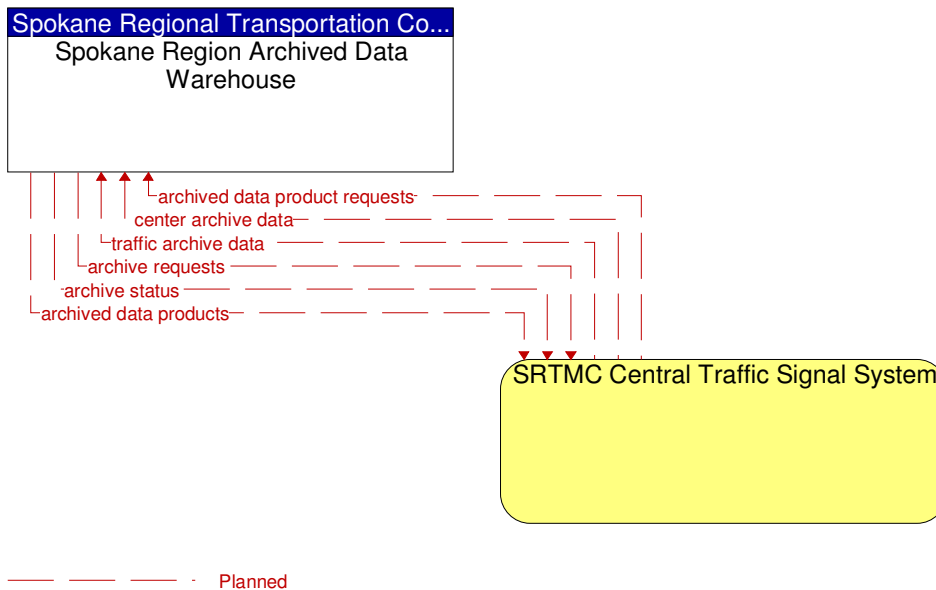 Spokane Regional Transportation Co...
Spokane Region Archived Data
Warehouse
archived data product requests
center archive data
traffic archive data
archive requests
archive status
archived data products
SRTMC Central Traffic Signal System
Planned